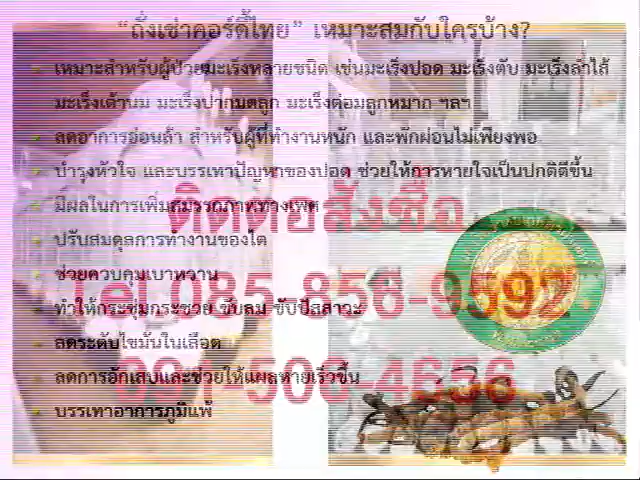 “ถั่งเช่าคอร์ดี้ไทย” เหมาะสมกับใครบ้าง?
เหมาะสำหรับผู้ป่วยมะเร็งหลายชนิด เช่นมะเร็งปอด มะเร็งตับ มะเร็งลำไส้
มะเร็งเต้านม มะเร็งปากมดลูก มะเร็งต่อมลูกหมาก ฯลฯ
ลดอาการอ่อนล้า สำหรับผู้ที่ทำงานหนัก และพักผ่อนไม่เพียงพอ
บำรุงหัวใจ และบรรเทาปัญหาของปอด ช่วยให้การหายใจเป็นปกติดีขึ้น
มีผลในการเพิ่มสมรรถภาพทางเพศ
ติดต่อสั่งซื้อ
ปรับสมดุลการทำงานของไต
ช่วยควบคุมเบาหวาน
Tel 085-856-9592
ทำให้กระชุ่มกระชวย ขับลม ขับปัสสาวะ
ลดระดับไขมันในเลือด
ลดการอักเสบและช่วยให้แผลหายเร็วขึ้น
บรรเทาอาการภูมิแพ้